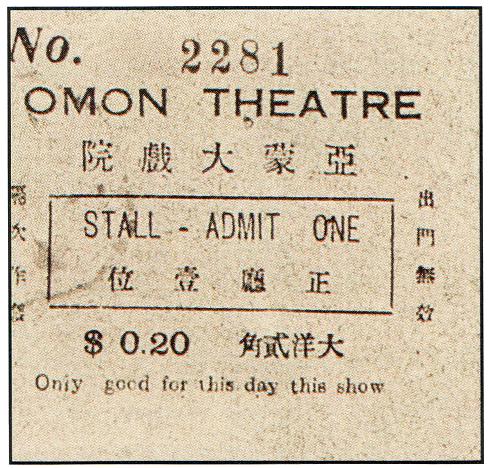 No. 2281
OMON THEATRE
亞蒙大戲院
STALL - ADMIT ONE
正廳壹位
$ 0.20 大洋貳角
Only good for this day this show
出門無效